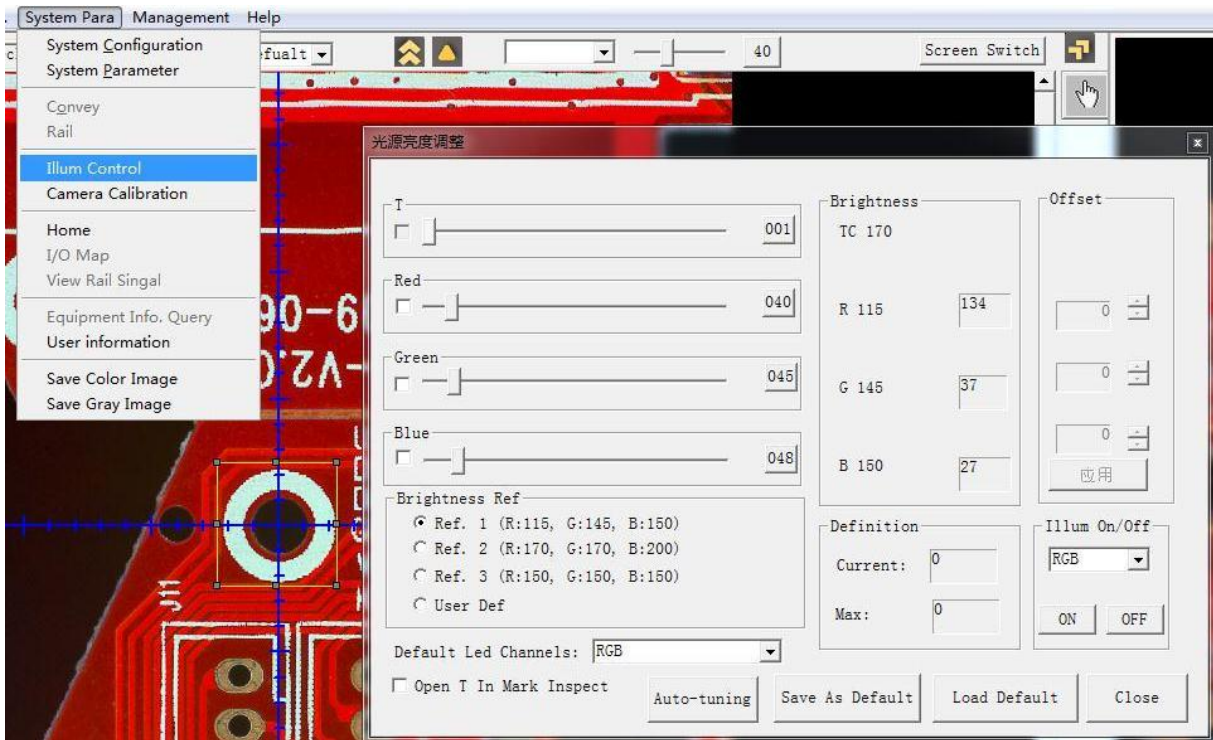 System Para Management Help
System Configuration
System Parameter
Convey
Rail
Illum Control
Camera Calibration
Home
I/O Map
View Rail Singal
Equipment Info. Query
User information
Save Color Image
Save Gray Image
fualt
40
Screen Switch
光源亮度调整
T
001
Red
040
Green
045
Blue
048
Brightness Ref
Ref. 1 (R:115, G:145, B:150)
Ref. 2 (R:170, G:170, B:200)
Ref. 3 (R:150, G:150, B:150)
User Def
Default Led Channels: RGB
Open T In Mark Inspect
Brightness
TC 170
R 115 134
G 145 37
B 150 27
Offset
0
0
0
应用
Definition
Current: 0
Max: 0
Illum On/Off
RGB
ON OFF
Auto-tuning Save As Default Load Default Close
J11